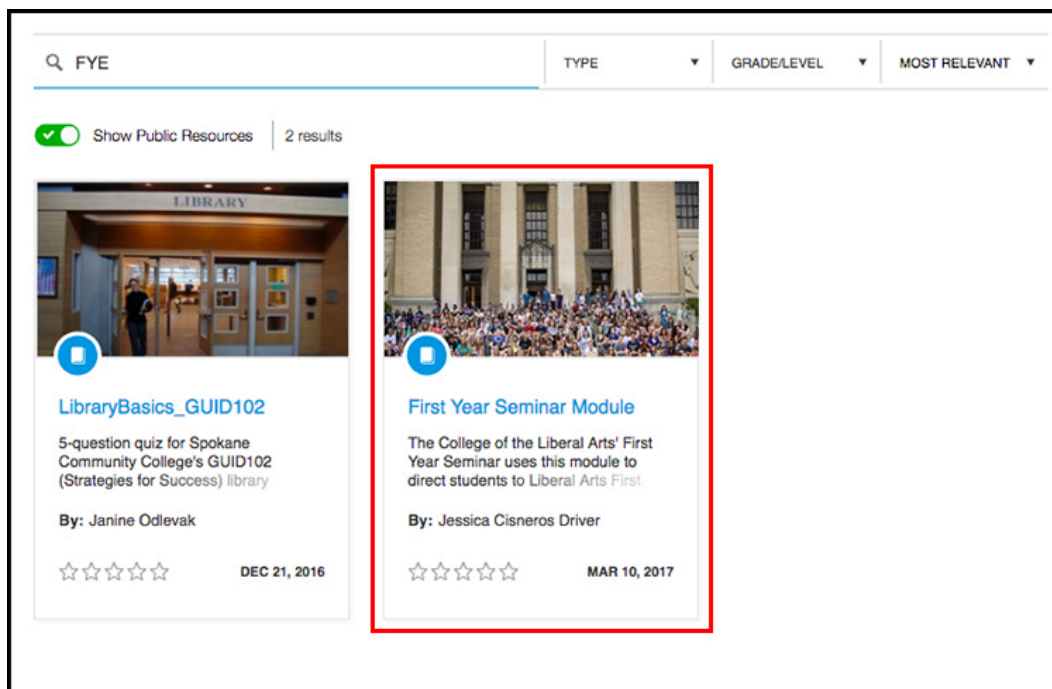 FYE
TYPE
GRADE/LEVEL
MOST RELEVANT
Show Public Resources
2 results
LIBRARY
LibraryBasics_GUID102
5-question quiz for Spokane
Community College's GUID102
(Strategies for Success) library
By: Janine Odlevak
DEC 21, 2016
First Year Seminar Module
The College of the Liberal Arts' First
Year Seminar uses this module to
direct students to Liberal Arts First
By: Jessica Cisneros Driver
MAR 10, 2017